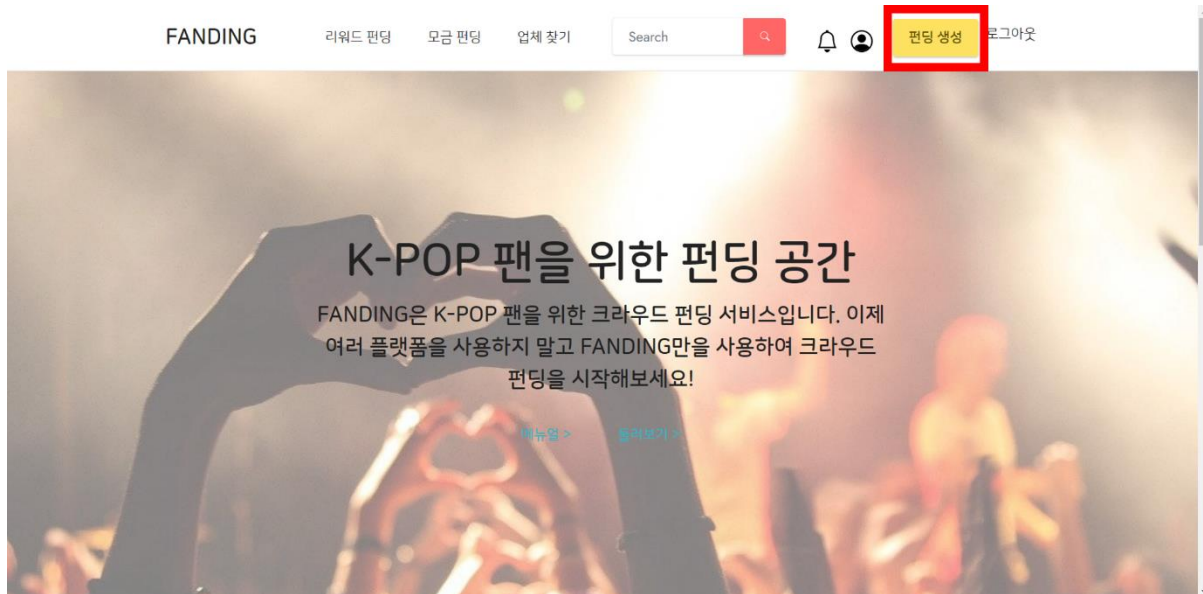 FANDING
리워드 펀딩
모금 펀딩
업체 찾기
Search
펀딩 생성
로그아웃
K-POP 팬을 위한 펀딩 공간
FANDING은 K-POP 팬을 위한 크라우드 펀딩 서비스입니다. 이제
여러 플랫폼을 사용하지 말고 FANDING만을 사용하여 크라우드
펀딩을 시작해보세요!
메뉴얼 >
둘러보기 >